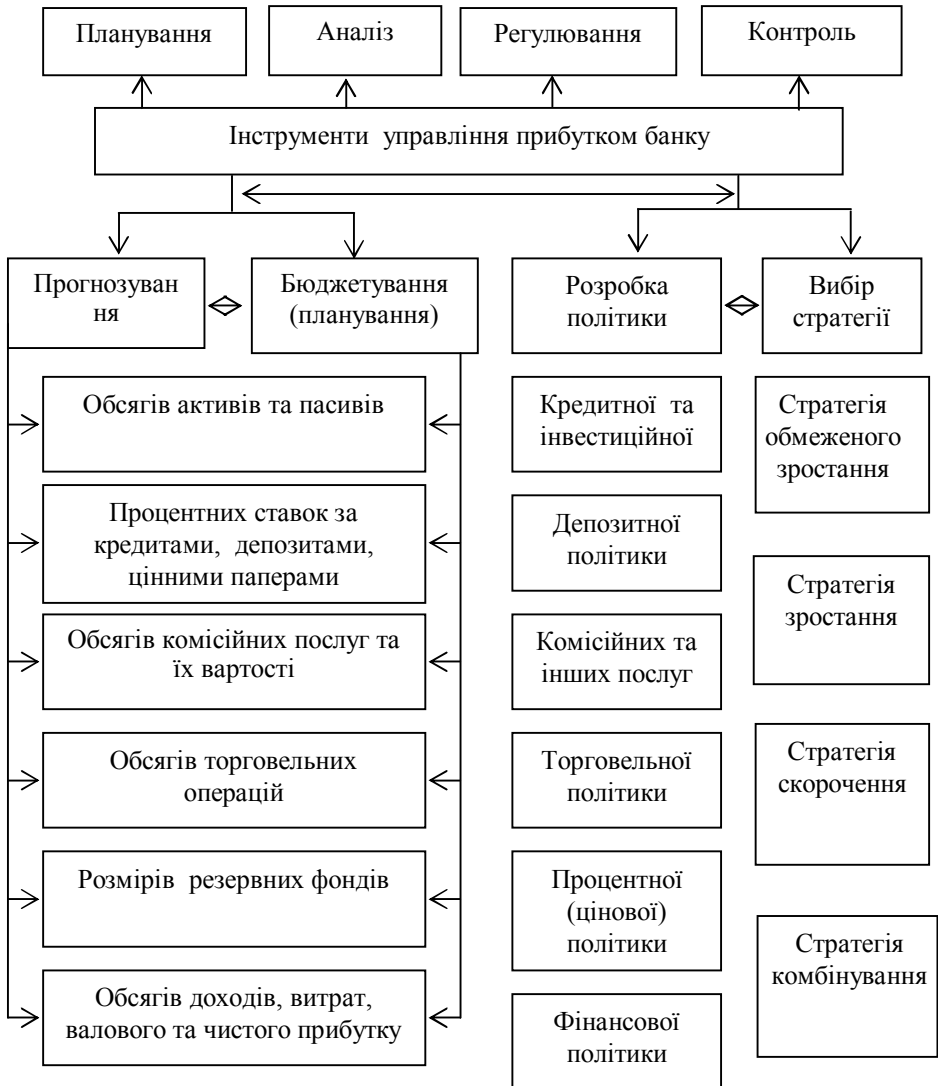 Планування
Аналіз
Регулювання
Контроль
Інструменти управління прибутком банку
Прогнозуван
ня
Бюджетування
(планування)
Розробка
політики
Вибір
стратегії
Обсягів активів та пасивів
Процентних ставок за
кредитами, депозитами,
цінними паперами
Обсягів комісійних послуг та
їх вартості
Обсягів торговельних
операцій
Розмірів резервних фондів
Обсягів доходів, витрат,
валового та чистого прибутку
Кредитної та
інвестиційної
Депозитної
політики
Комісійних та
інших послуг
Торговельної
політики
Процентної
(цінової)
політики
Фінансової
політики
Стратегія
обмеженого
зростання
Стратегія
зростання
Стратегія
скорочення
Стратегія
комбінування